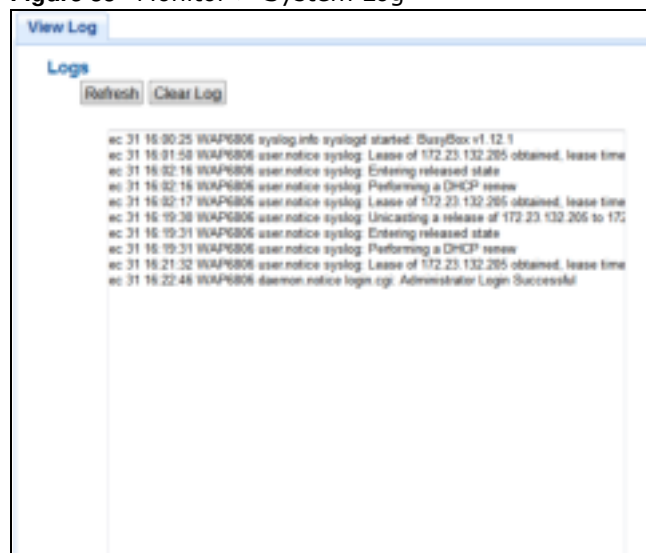 Monitor System Log
View Log
Logs
Refresh Clear Log
ec 31 16:00:25 WAP6806 syslog.info syslogd started: BusyBox v1.12.1
ec 31 16:01:50 WAP6806 user.notice syslog: Lease of 172.23.132.205 obtained, lease time
ec 31 16:02:16 WAP6806 user.notice syslog: Entering released state
ec 31 16:02:16 WAP6806 user.notice syslog: Performing a DHCP renew
ec 31 16:02:17 WAP6806 user.notice syslog: Lease of 172.23.132.205 obtained, lease time
ec 31 16:19:30 WAP6806 user.notice syslog: Unicasting a release of 172.23.132.205 to 172
ec 31 16:19:31 WAP6806 user.notice syslog: Entering released state
ec 31 16:19:31 WAP6806 user.notice syslog: Performing a DHCP renew
ec 31 16:21:32 WAP6806 user.notice syslog: Lease of 172.23.132.205 obtained, lease time
ec 31 16:22:46 WAP6806 daemon.notice login.cgi: Administrator Login Successful